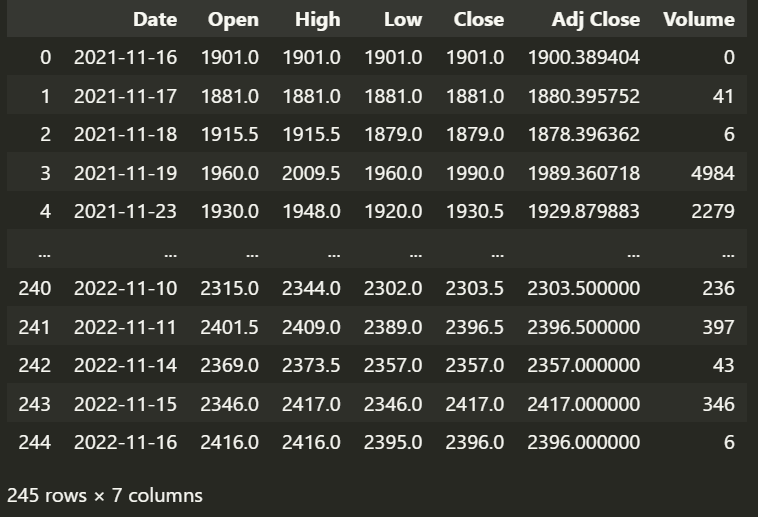 Date Open High Low Close Adj Close Volume
0 2021-11-16 1901.0 1901.0 1901.0 1901.0 1900.389404 0
1 2021-11-17 1881.0 1881.0 1881.0 1881.0 1880.395752 41
2 2021-11-18 1915.5 1915.5 1879.0 1879.0 1878.396362 6
3 2021-11-19 1960.0 2009.5 1960.0 1990.0 1989.360718 4984
4 2021-11-23 1930.0 1948.0 1920.0 1930.5 1929.879883 2279
... ... ... ... ... ... ... ...
240 2022-11-10 2315.0 2344.0 2302.0 2303.5 2303.500000 236
241 2022-11-11 2401.5 2409.0 2389.0 2396.5 2396.500000 397
242 2022-11-14 2369.0 2373.5 2357.0 2357.0 2357.000000 43
243 2022-11-15 2346.0 2417.0 2346.0 2417.0 2417.000000 346
244 2022-11-16 2416.0 2416.0 2395.0 2396.0 2396.000000 6
245 rows × 7 columns